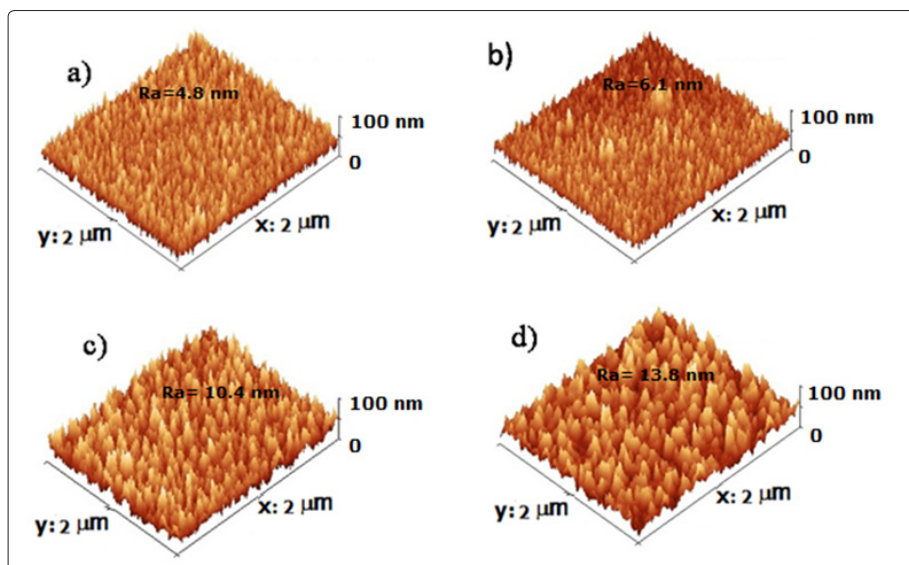 a)
Ra=4.8 nm
100 nm
0
y: 2 μm
x: 2 μm
b)
Ra=6.1 nm
100 nm
0
y: 2 μm
x: 2 μm
c)
Ra= 10.4 nm
100 nm
0
y: 2 μm
x: 2 μm
d)
Ra= 13.8 nm
100 nm
0
y: 2 μm
x: 2 μm